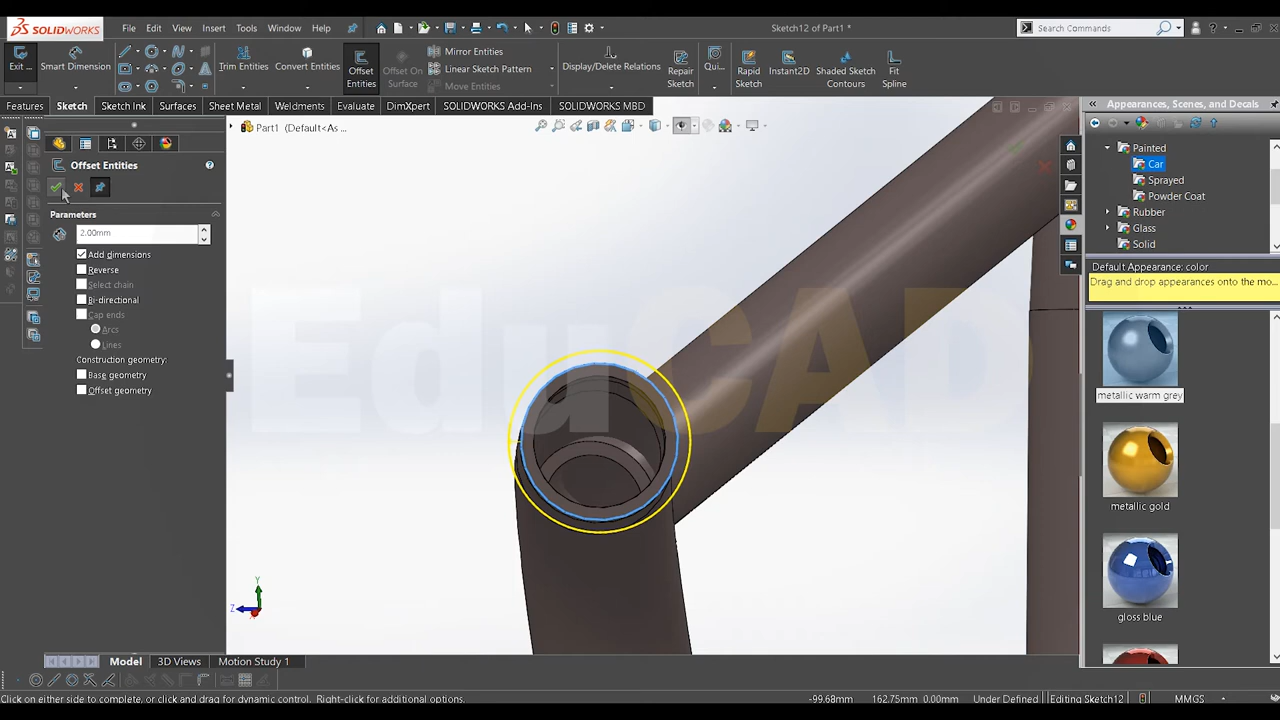 SOLIDWORKS
File Edit View Insert Tools Window
Sketch12 of Part1 *
Search Commands
Exit ...
Smart Dimension
Trim Entities
Convert Entities
Offset Entities
Offset On Surface
Mirror Entities
Linear Sketch Pattern
Move Entities
Display/Delete Relations
Repair Sketch
Qui...
Rapid Sketch
Instant2D
Shaded Sketch Contours
Fit Spline
Features Sketch Sketch Ink Surfaces Sheet Metal Weldments Evaluate DimXpert SOLIDWORKS Add-Ins SOLIDWORKS MBD
Part1 (Default<As ...
Offset Entities
Parameters
2.00mm
Add dimensions
Reverse
Select chain
Bi-directional
Cap ends
Arcs
Lines
Construction geometry:
Base geometry
Offset geometry
EduCAD
Y
Z
X
Appearances, Scenes, and Decals
Painted
Car
Sprayed
Powder Coat
Rubber
Glass
Solid
Default Appearance: color
Drag and drop appearances onto the mo...
metallic warm grey
metallic gold
gloss blue
Model 3D Views Motion Study 1
Click on either side to complete, or click and drag for dynamic control. Right-click for additional options.
-99.68mm 162.75mm 0.00mm Under Defined Editing Sketch12 MMGS